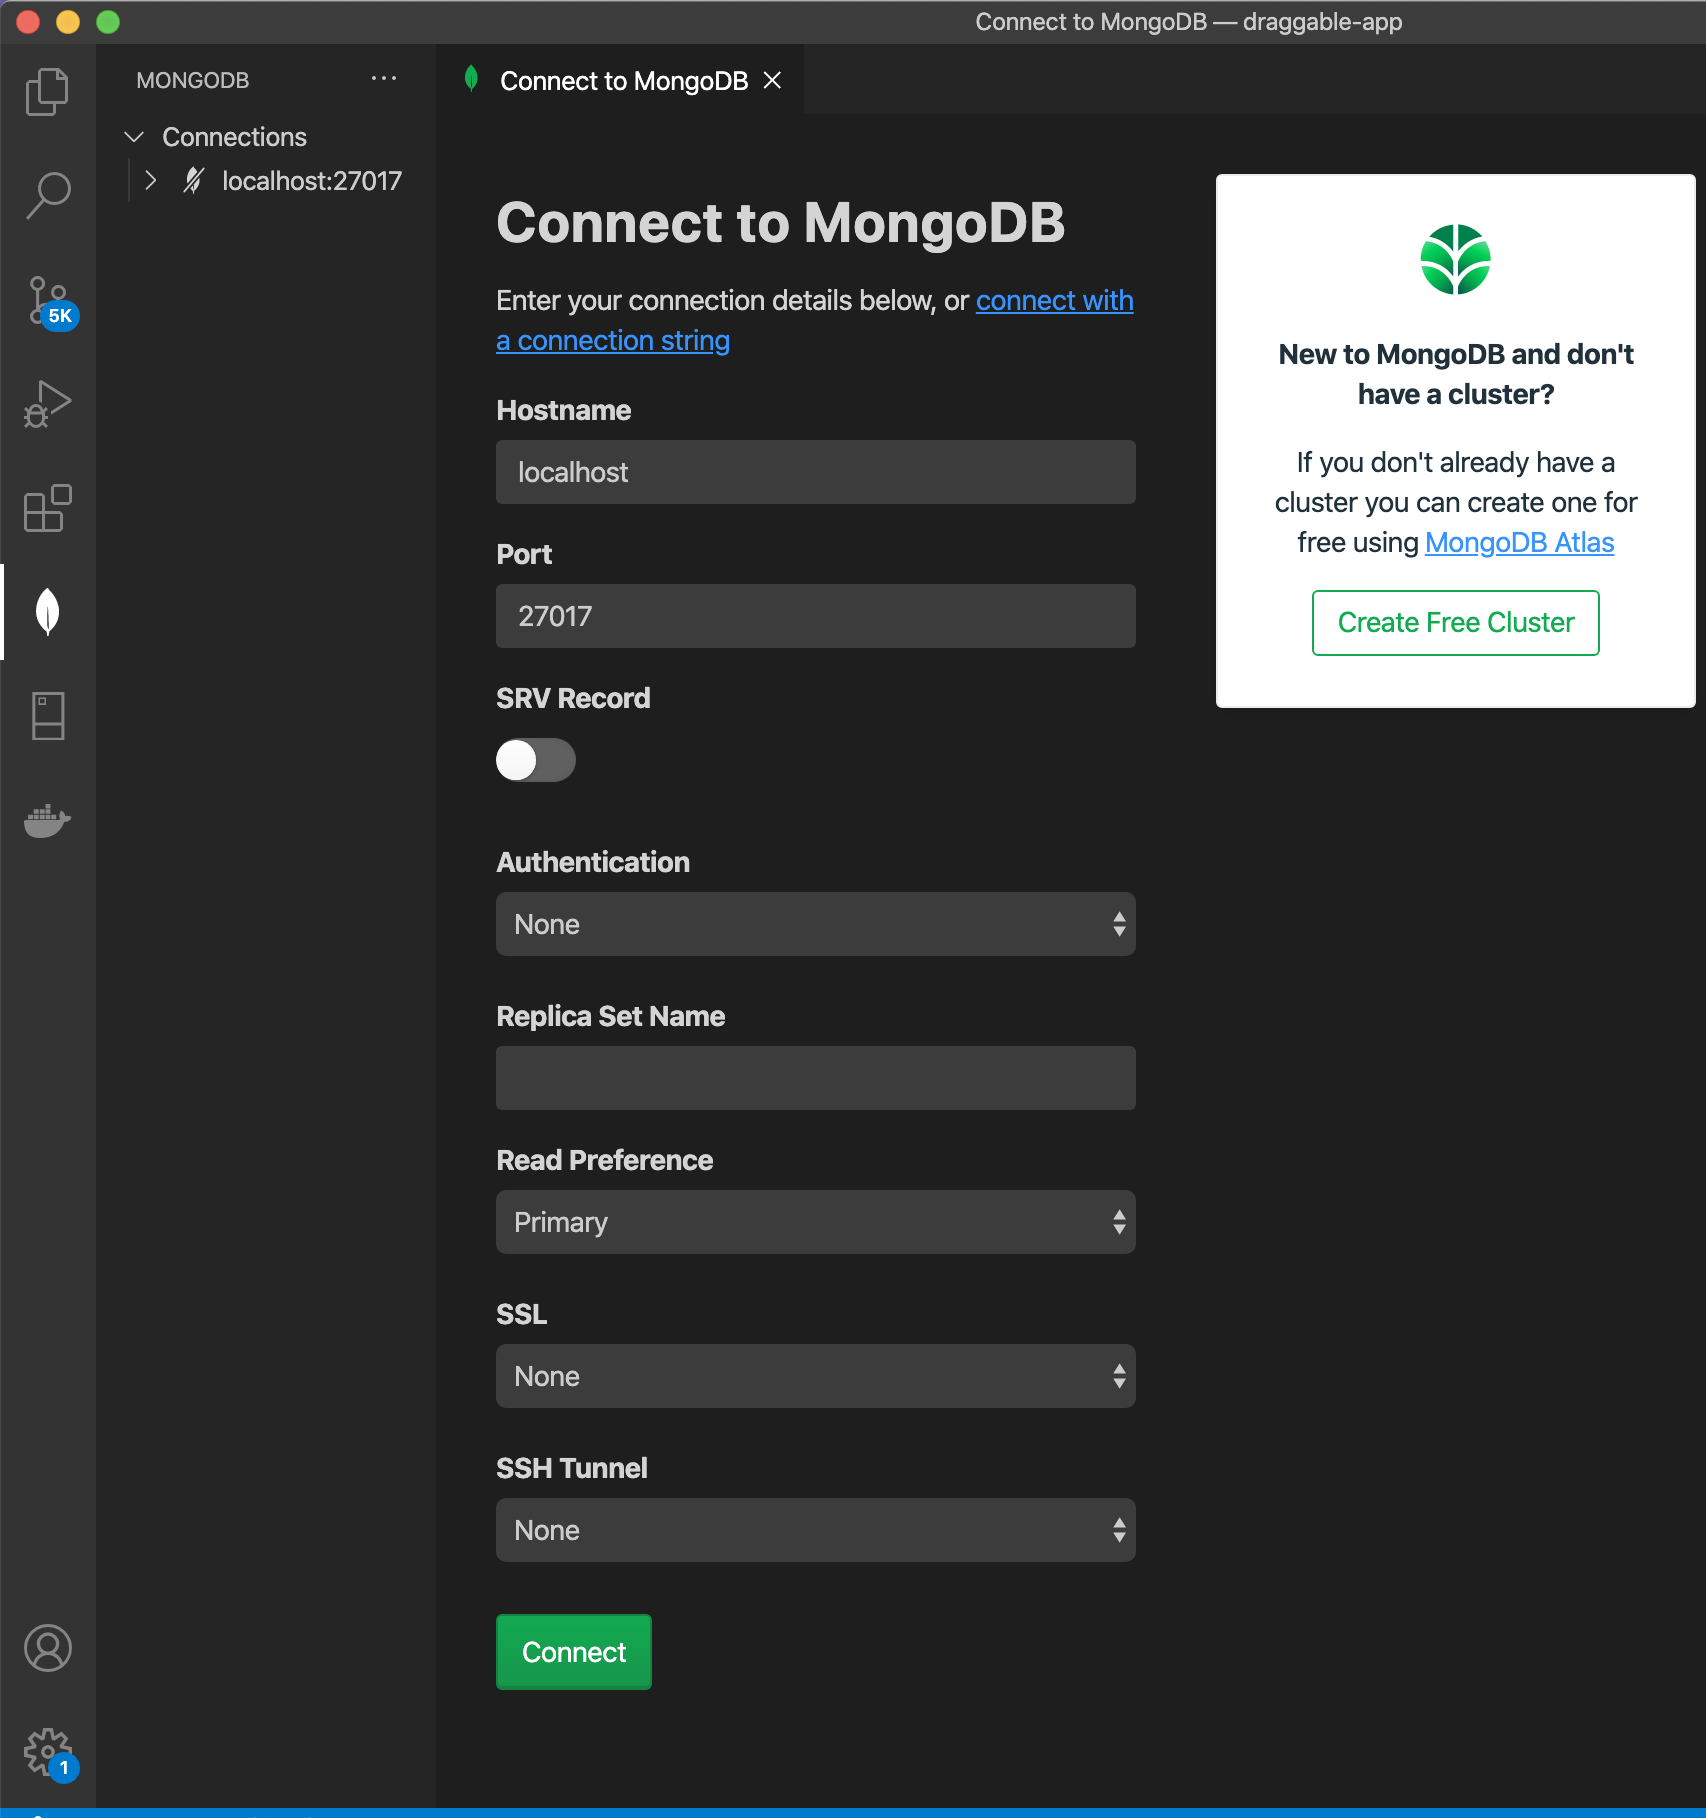 Connect to MongoDB — draggable-app
MONGODB
Connect to MongoDB
Connections
localhost:27017
5K
1
Connect to MongoDB
Enter your connection details below, or connect with
a connection string
Hostname
localhost
Port
27017
SRV Record
Authentication
None
Replica Set Name
Read Preference
Primary
SSL
None
SSH Tunnel
None
Connect
New to MongoDB and don't
have a cluster?
If you don't already have a
cluster you can create one for
free using MongoDB Atlas
Create Free Cluster